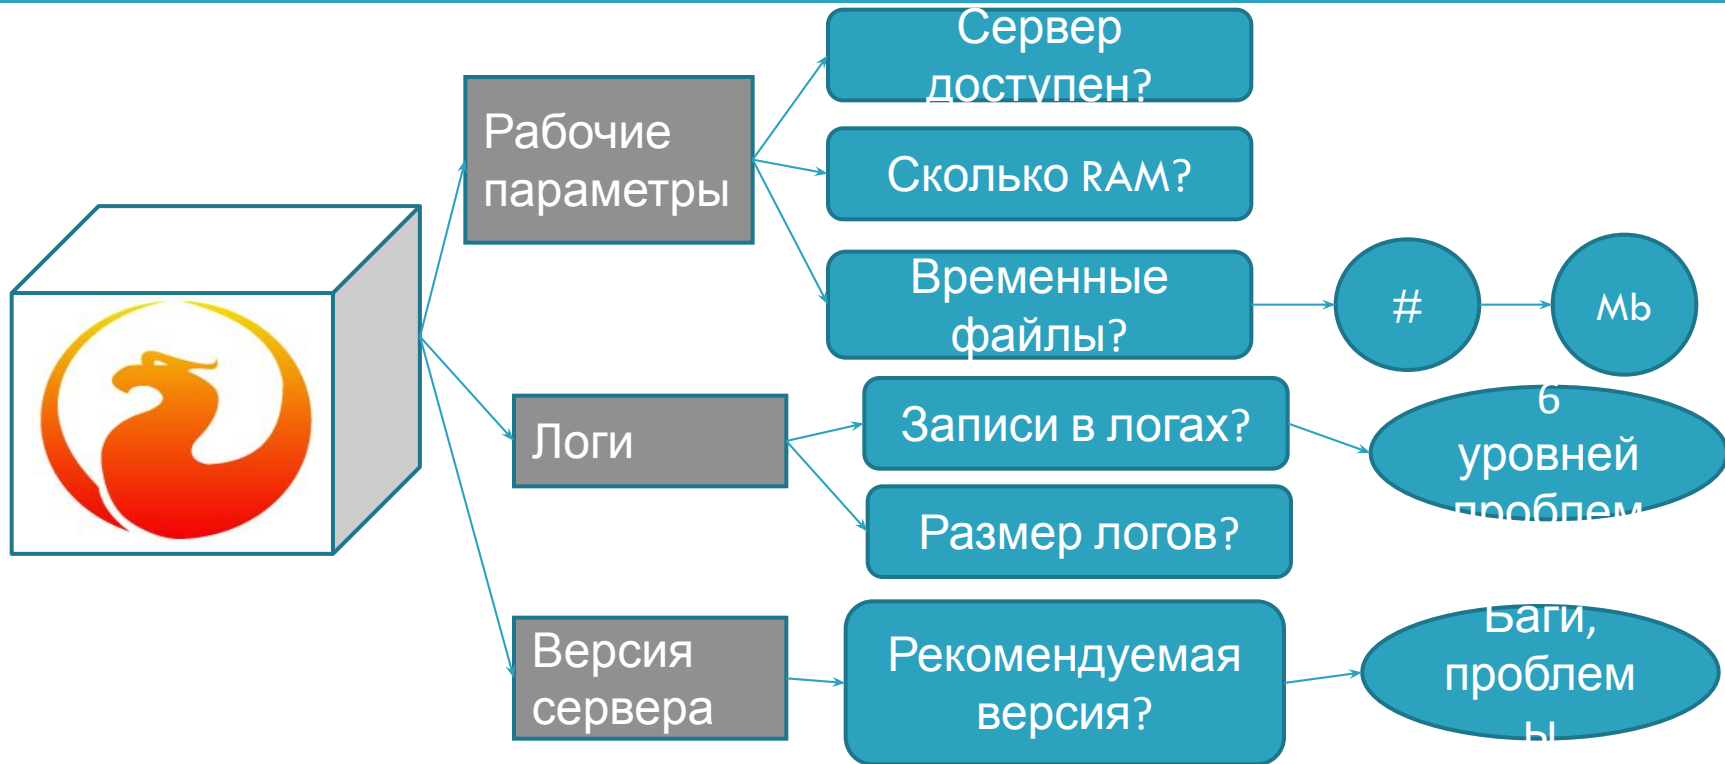 Сервер
доступен?
Рабочие
параметры
Сколько RAM?
Временные
файлы?
#
Mb
Логи
Записи в логах?
6
уровней
проблем
Размер логов?
Версия
сервера
Рекомендуемая
версия?
Баги,
проблем
ы